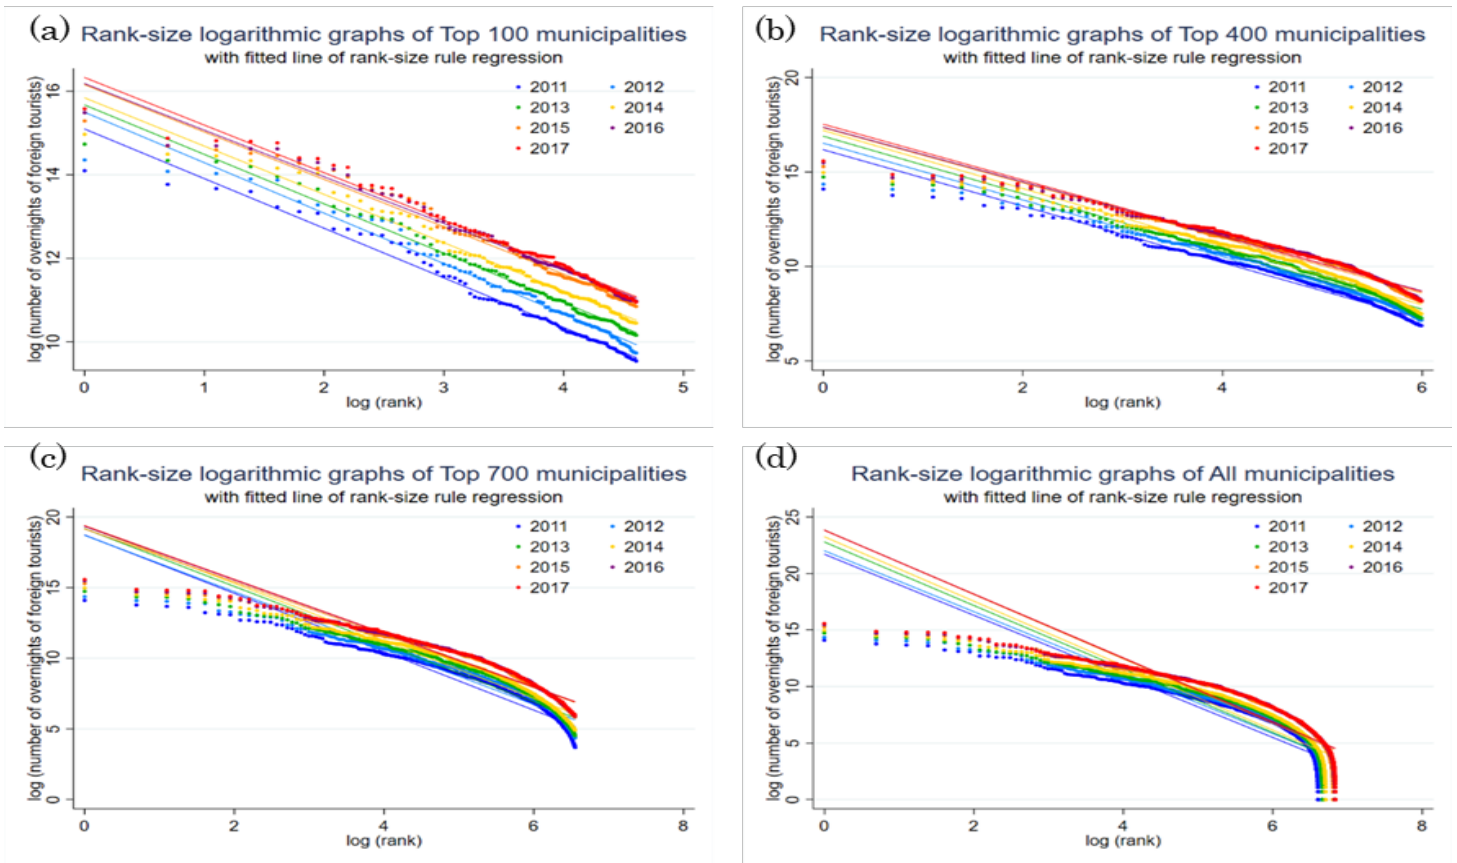 (a) Rank-size logarithmic graphs of Top 100 municipalities
with fitted line of rank-size rule regression
2011 2012
2013 2014
2015 2016
2017
log (number of overnights of foreign tourists)
16
14
12
10
0 1 2 3 4 5
log (rank)
(b) Rank-size logarithmic graphs of Top 400 municipalities
with fitted line of rank-size rule regression
2011 2012
2013 2014
2015 2016
2017
log (number of overnights of foreign tourists)
20
15
10
5
0 2 4 6
log (rank)
(c) Rank-size logarithmic graphs of Top 700 municipalities
with fitted line of rank-size rule regression
2011 2012
2013 2014
2015 2016
2017
log (number of overnights of foreign tourists)
20
15
10
5
0
0 2 4 6 8
log (rank)
(d) Rank-size logarithmic graphs of All municipalities
with fitted line of rank-size rule regression
2011 2012
2013 2014
2015 2016
2017
log (number of overnights of foreign tourists)
25
20
15
10
5
0
0 2 4 6 8
log (rank)